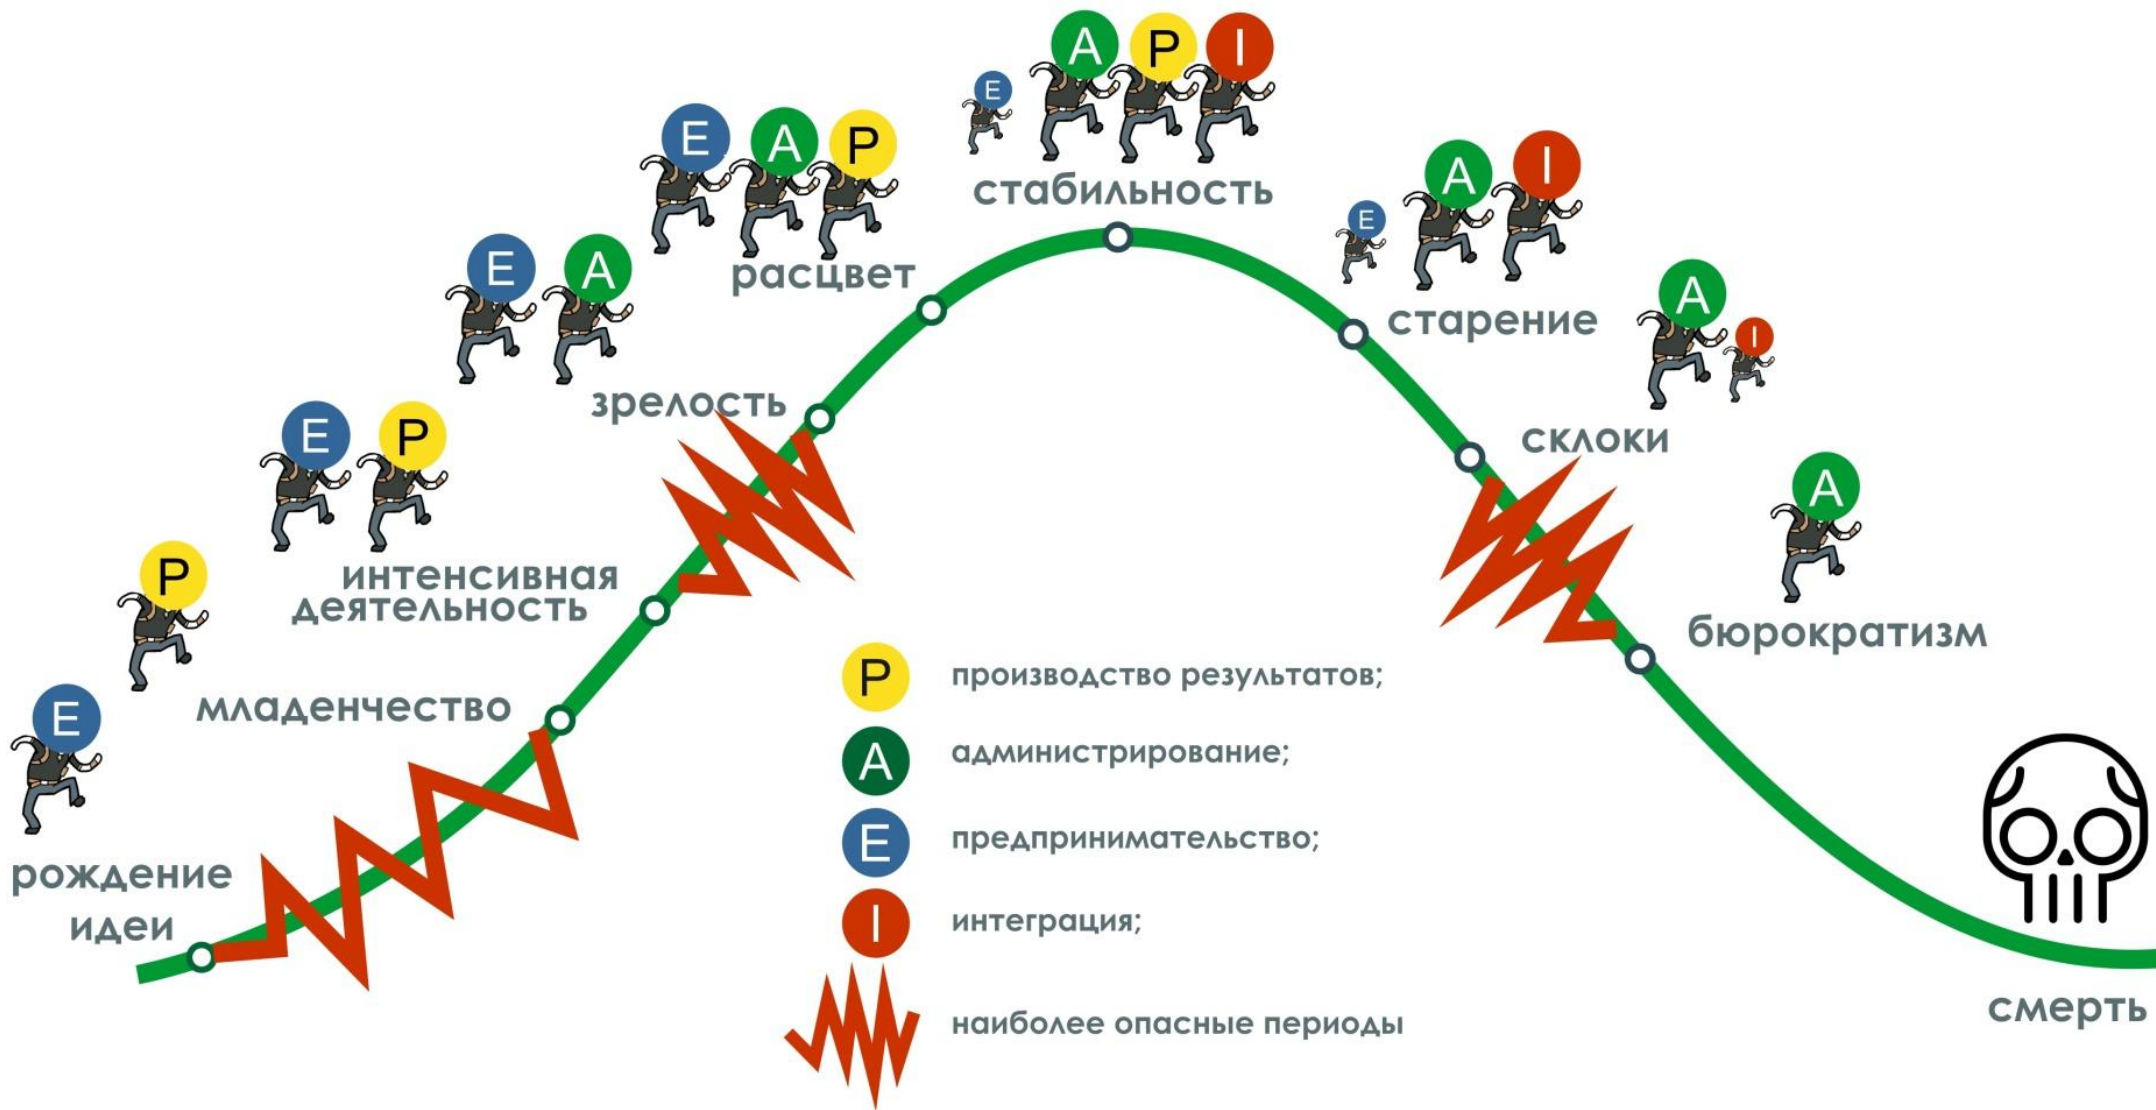 E
рождение
идеи
P
младенчество
E P
интенсивная
деятельность
E A
зрелость
E A P
расцвет
E A P I
стабильность
E A I
старение
A I
склоки
A
бюрократизм
смерть
P производство результатов;
A администрирование;
E предпринимательство;
I интеграция;
наиболее опасные периоды